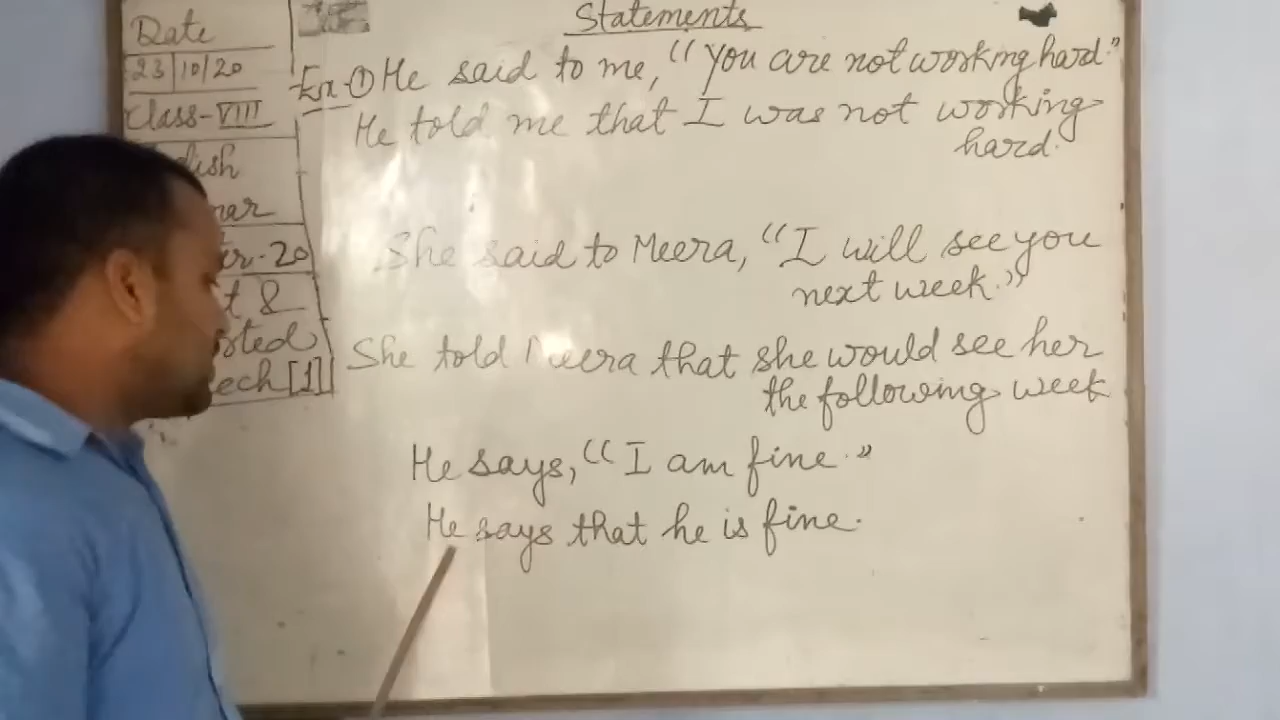 Date
23/10/20
Class-VIII
20
&
[1]
Statements
Ex-① He said to me, "You are not working hard."
He told me that I was not working
hard.
She said to Meera, "I will see you
next week."
She told Meera that she would see her
the following week
He says, "I am fine."
He says that he is fine.